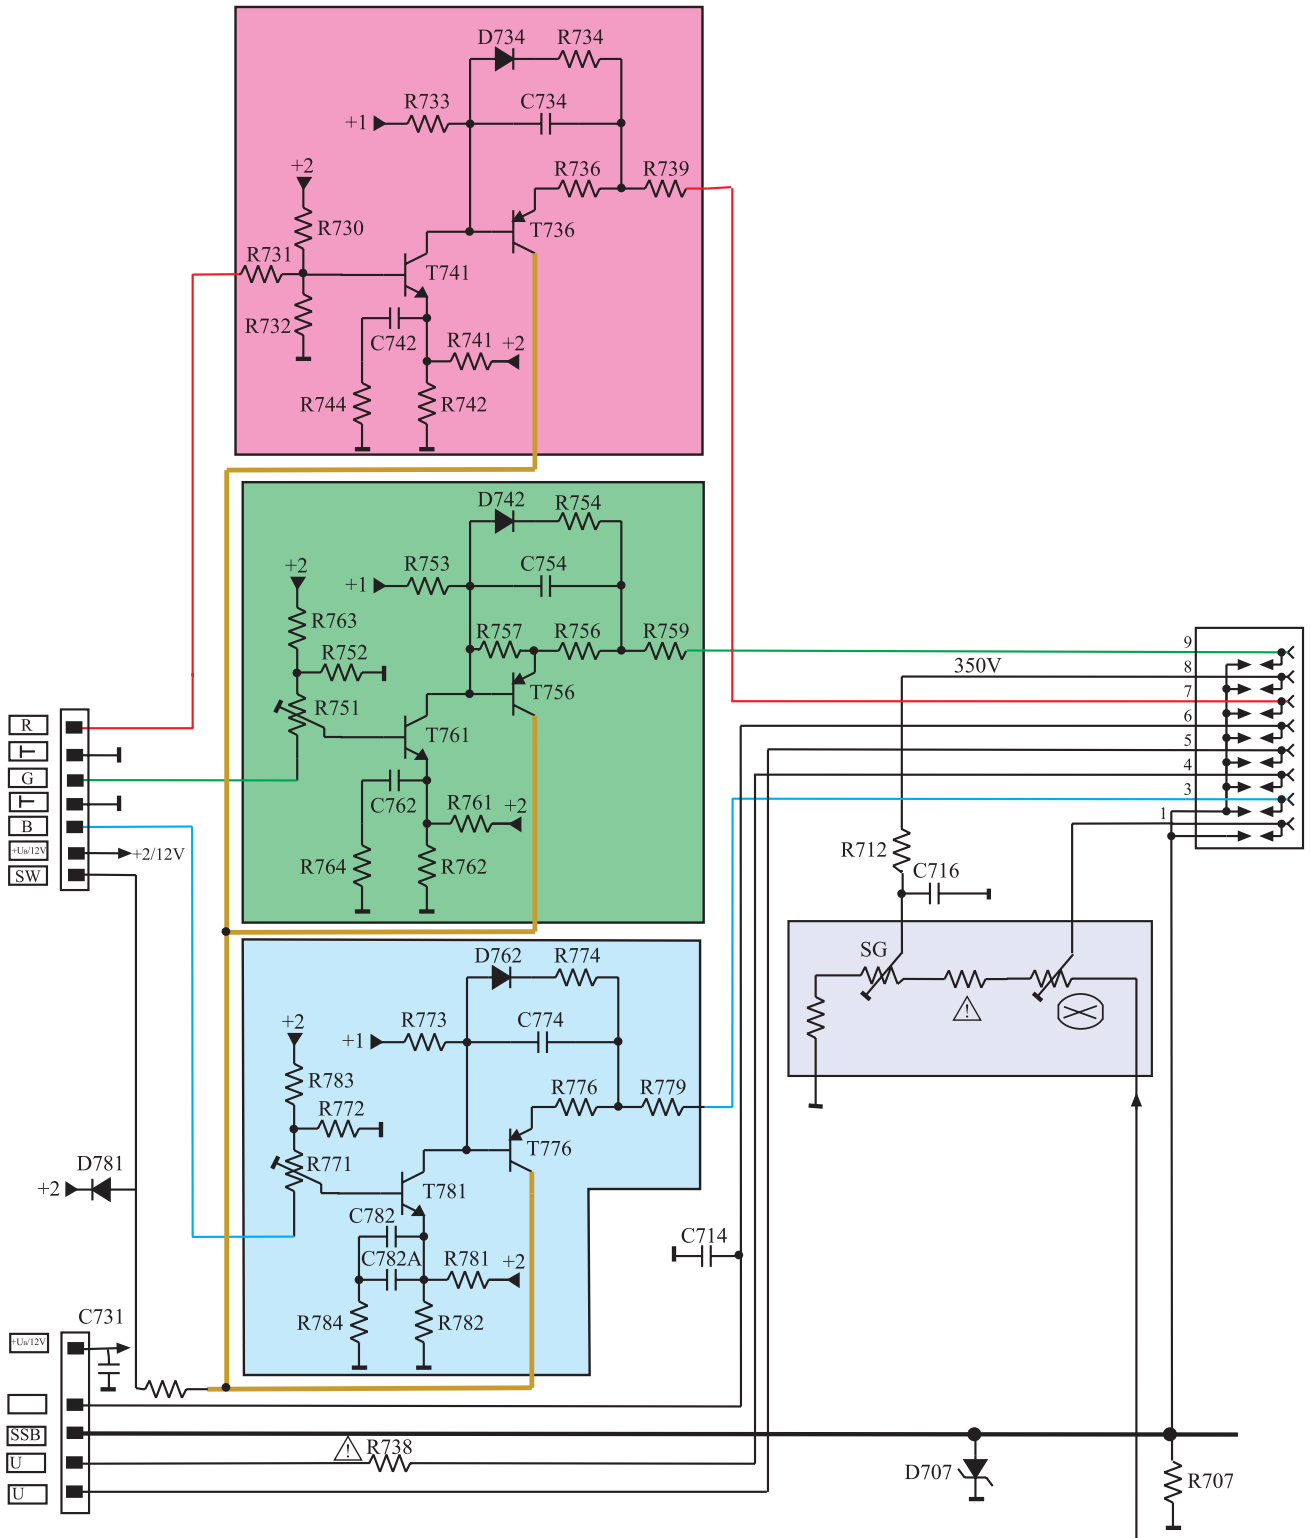 D734 R734
R733 C734
+1
+2 R736 R739
R730 T736
R731 T741
R732 C742 R741 +2
R744 R742
D742 R754
+2 R753 C754
+1
R763 R757 R756 R759
R752
R751 T756
T761
C762 R761 +2
R764 R762
R
T
G
T
B
+UB/12V +2/12V
SW
9
350V 8
7
6
5
4
3
1
R712 C716
SG
D762 R774
+2 R773 C774
+1
R783 R776 R779
R772
R771 T776
T781
D781
+2
C782
C782A R781 +2
R784 R782
C714
C731
+UB/12V
SSB
! R738
U
U
!
D707 R707